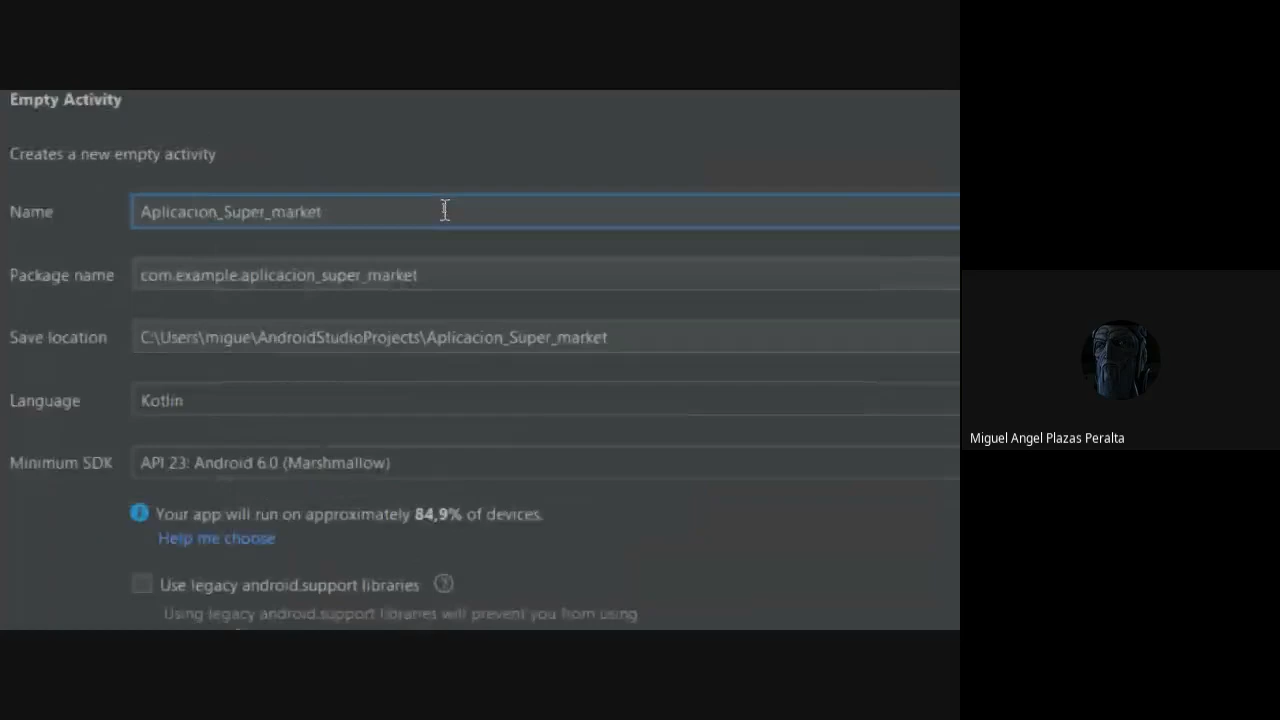 Empty Activity
Creates a new empty activity
Name
Aplicacion_Super_market
Package name
com.example.aplicacion_super_market
Save location
C:\Users\migue\AndroidStudioProjects\Aplicacion_Super_market
Language
Kotlin
Minimum SDK
API 23: Android 6.0 (Marshmallow)
Your app will run on approximately 84,9% of devices.
Help me choose
Use legacy android.support libraries
Using legacy android.support libraries will prevent you from using
Miguel Angel Plazas Peralta